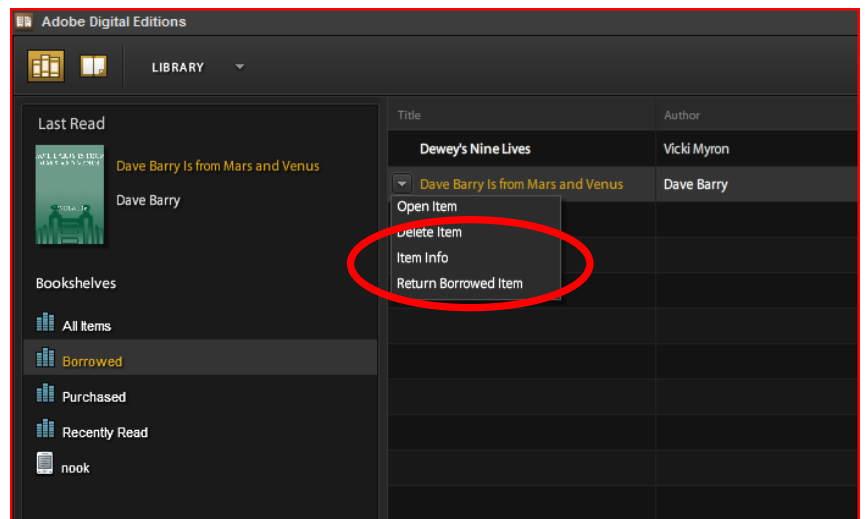 Adobe Digital Editions
LIBRARY
Last Read
Dave Barry Is from Mars and Venus
Dave Barry
Bookshelves
All Items
Borrowed
Purchased
Recently Read
nook
Title Author
Dewey's Nine Lives Vicki Myron
Dave Barry Is from Mars and Venus Dave Barry
Open Item
Delete Item
Item Info
Return Borrowed Item